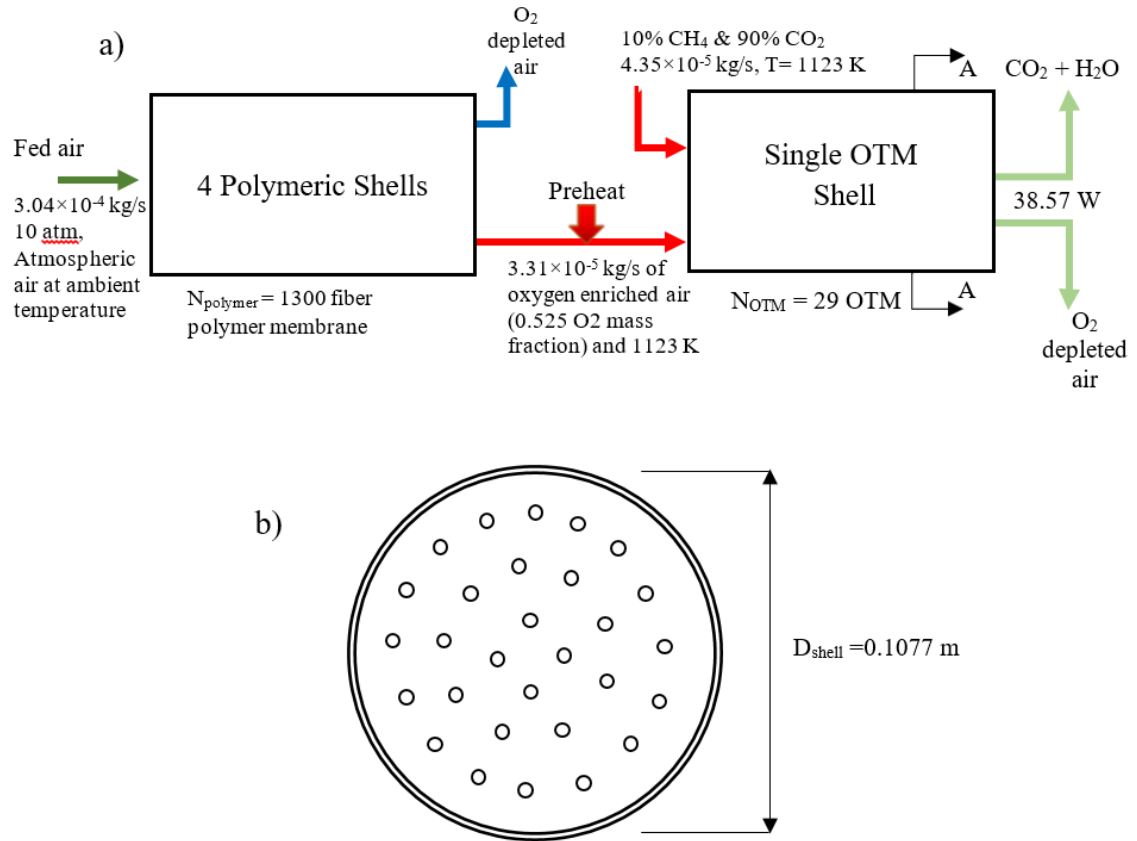 a)
Fed air
3.04×10⁻⁴ kg/s
10 atm,
Atmospheric
air at ambient
temperature
4 Polymeric Shells
N_polymer = 1300 fiber
polymer membrane
O₂
depleted
air
Preheat
3.31×10⁻⁵ kg/s of
oxygen enriched air
(0.525 O2 mass
fraction) and 1123 K
10% CH₄ & 90% CO₂
4.35×10⁻⁵ kg/s, T= 1123 K
Single OTM
Shell
N_OTM = 29 OTM
A
A
CO₂ + H₂O
38.57 W
O₂
depleted
air
b)
D_shell =0.1077 m